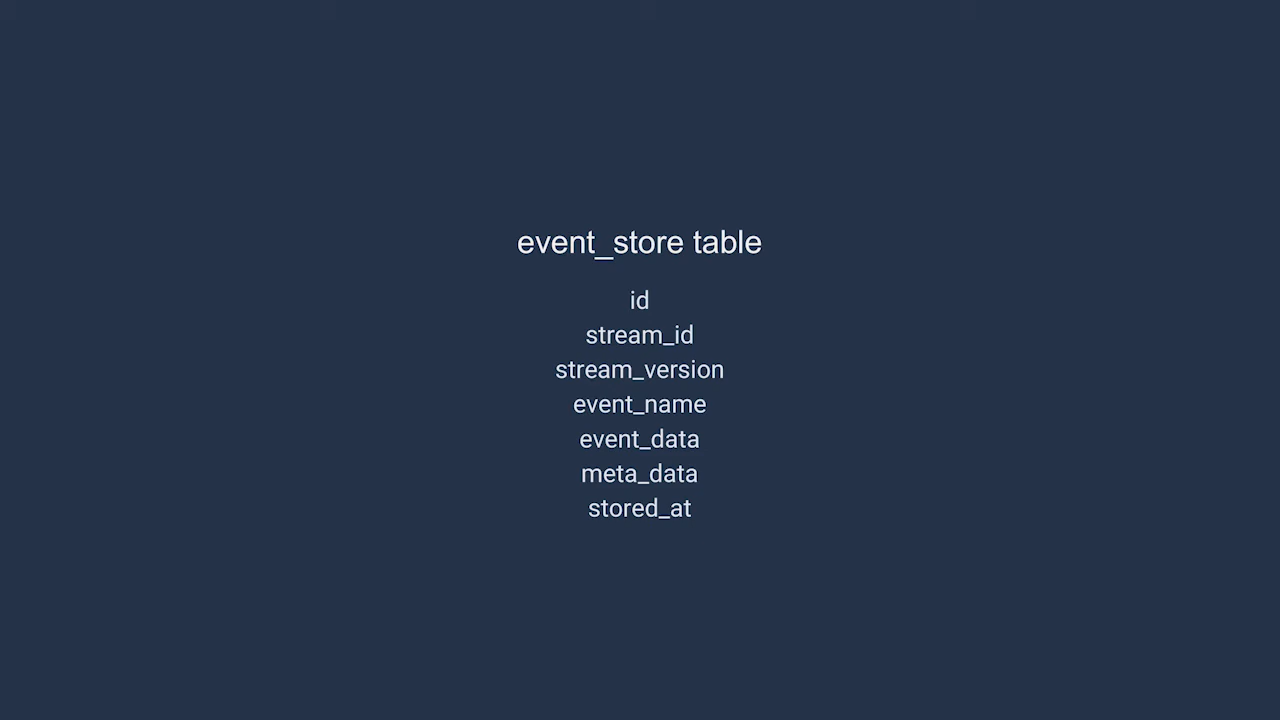 event_store table
id
stream_id
stream_version
event_name
event_data
meta_data
stored_at